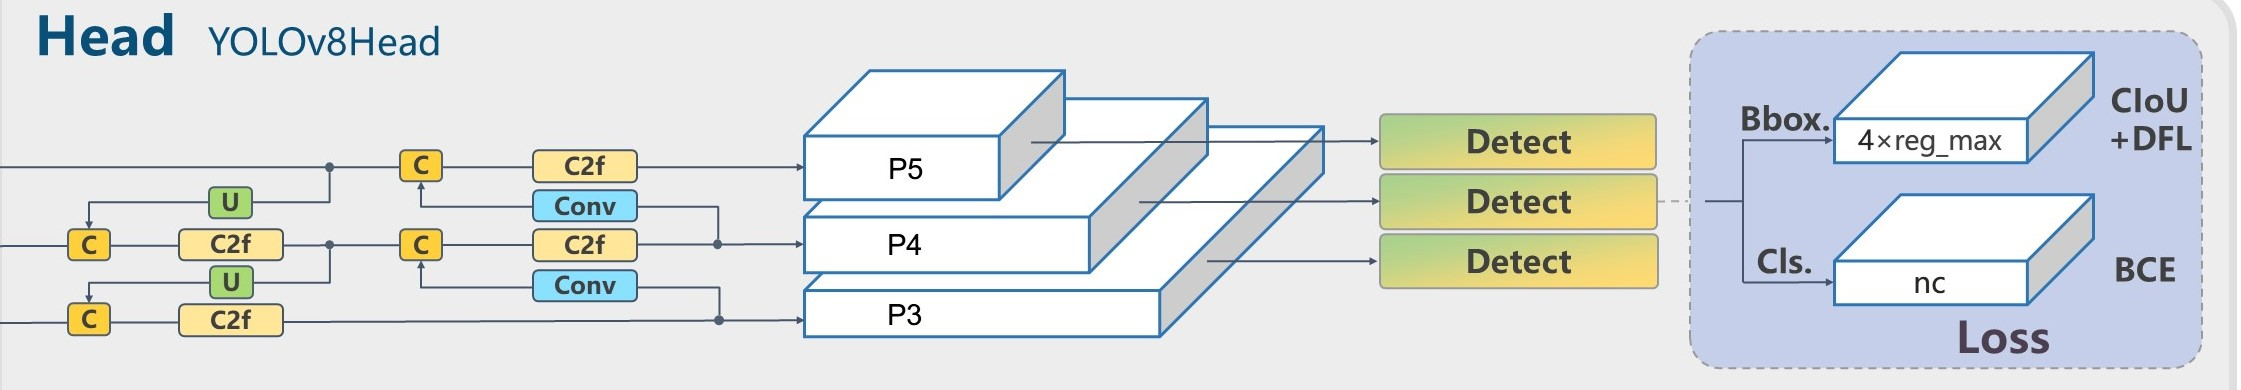 Head YOLOv8Head
C C2f
U Conv
C C2f C C2f
U Conv
C C2f
P5
P4
P3
Detect
Detect
Detect
Bbox.
4×reg_max
CIoU
+DFL
Cls.
nc
BCE
Loss